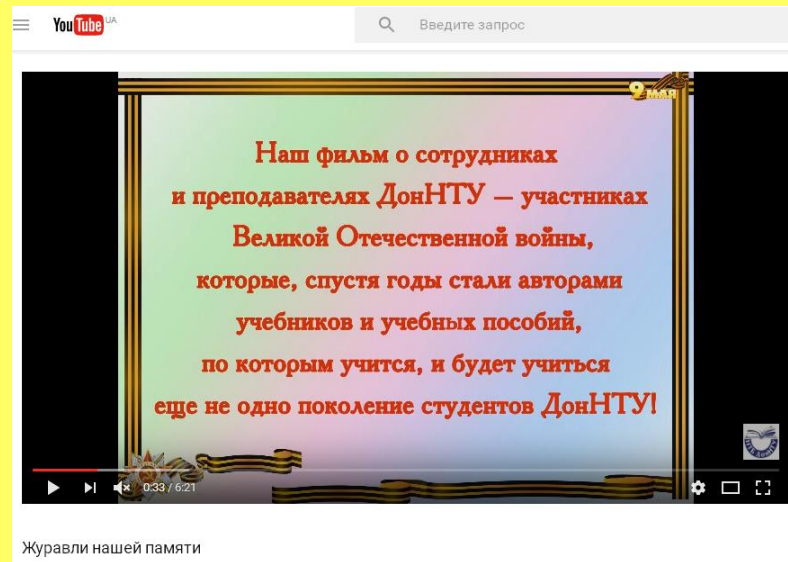 YouTube UA
Введите запрос
9 мая
Наш фильм о сотрудниках
и преподавателях ДонНТУ — участниках
Великой Отечественной войны,
которые, спустя годы стали авторами
учебников и учебных пособий,
по которым учится, и будет учиться
еще не одно поколение студентов ДонНТУ!
0:33 / 6:21
Журавли нашей памяти